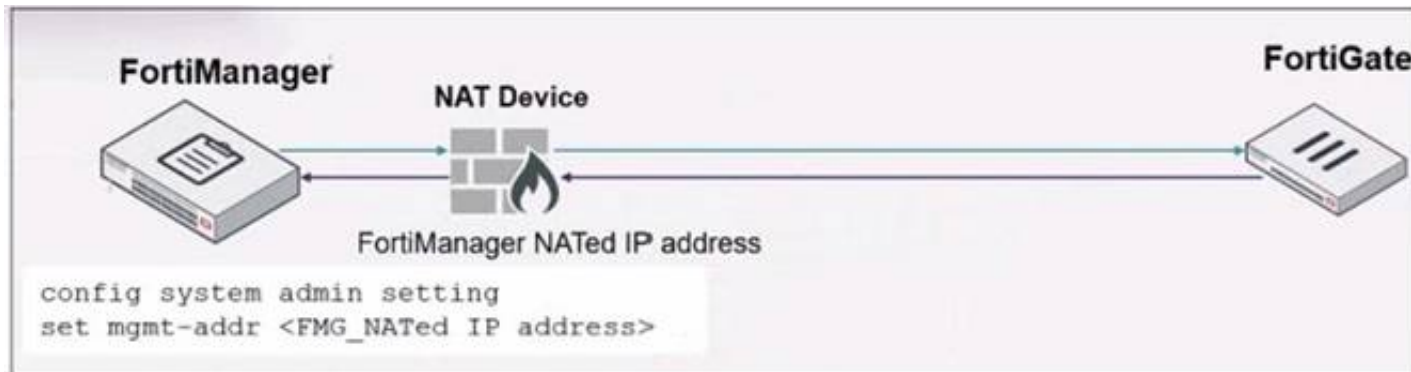 FortiManager
NAT Device
FortiGate
FortiManager NATed IP address
config system admin setting
set mgmt-addr <FMG_NATed IP address>